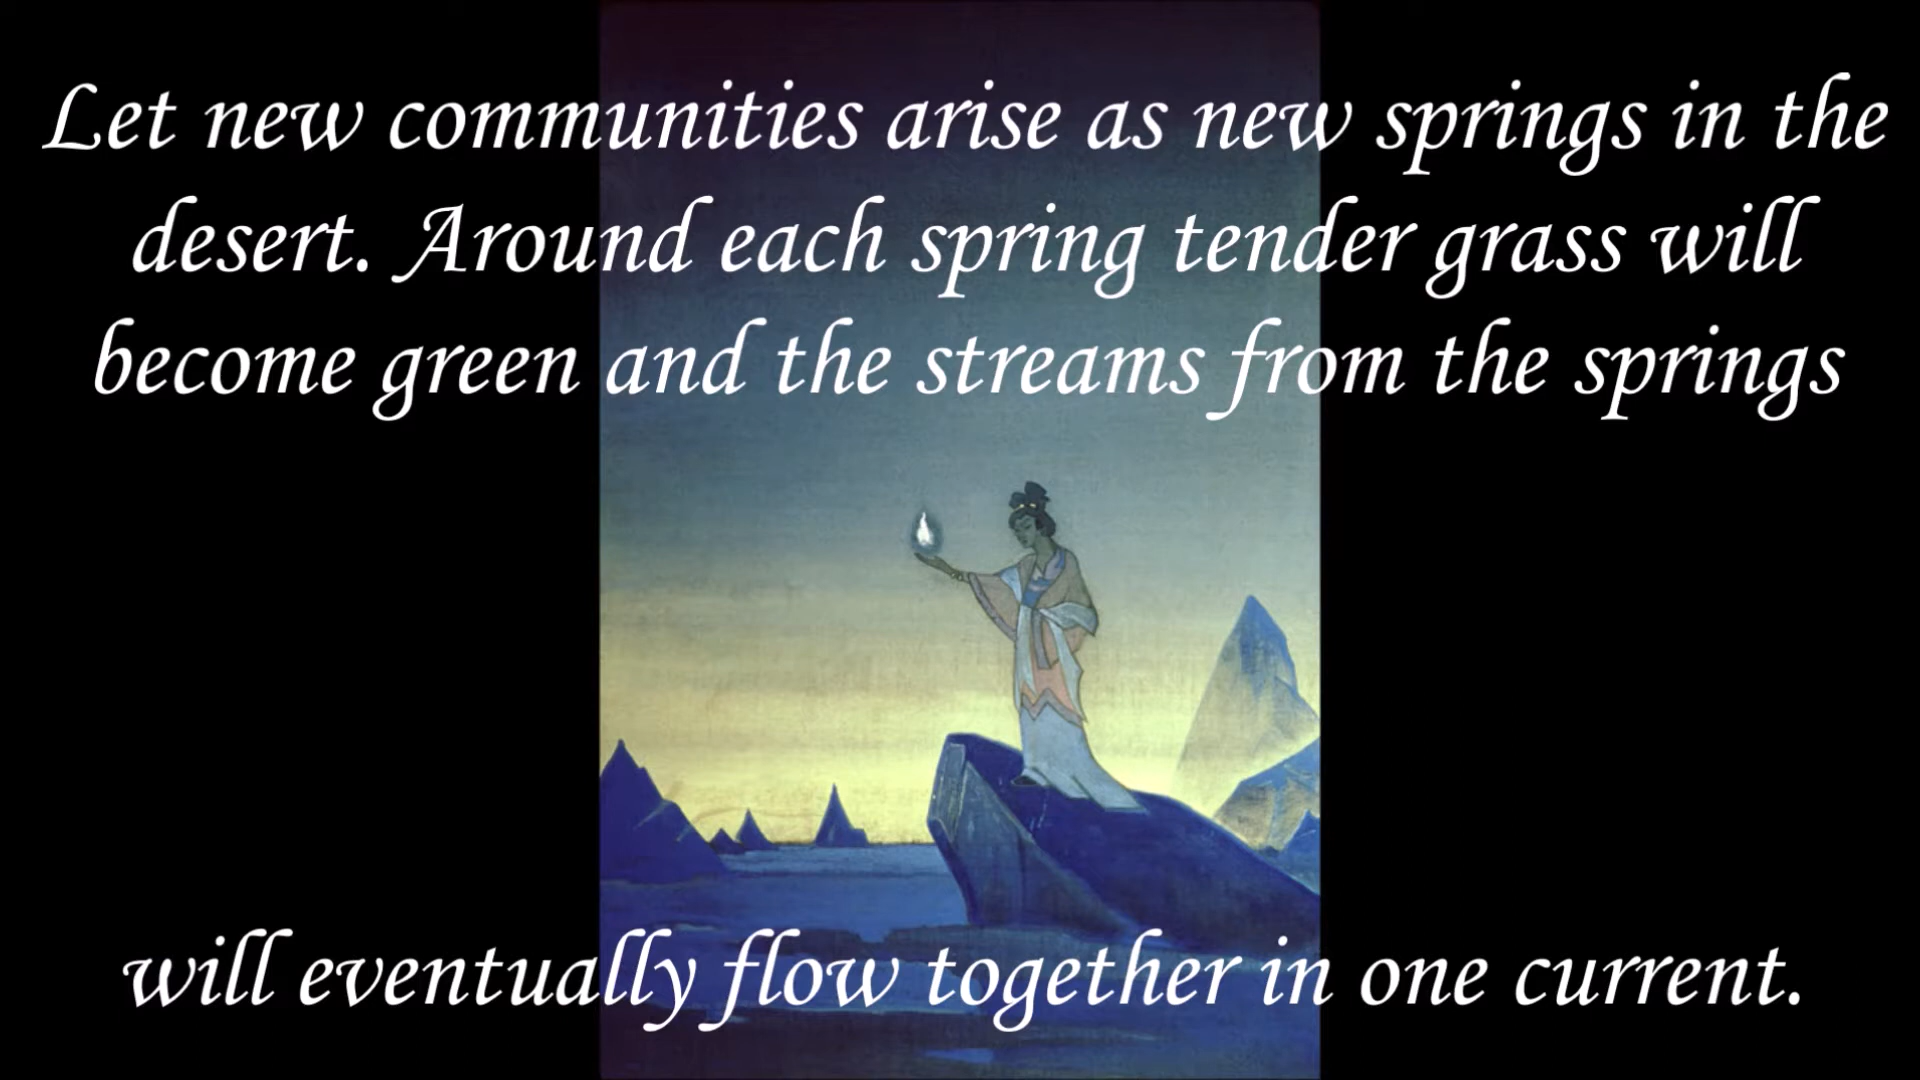 Let new communities arise as new springs in the
desert. Around each spring tender grass will
become green and the streams from the springs
will eventually flow together in one current.